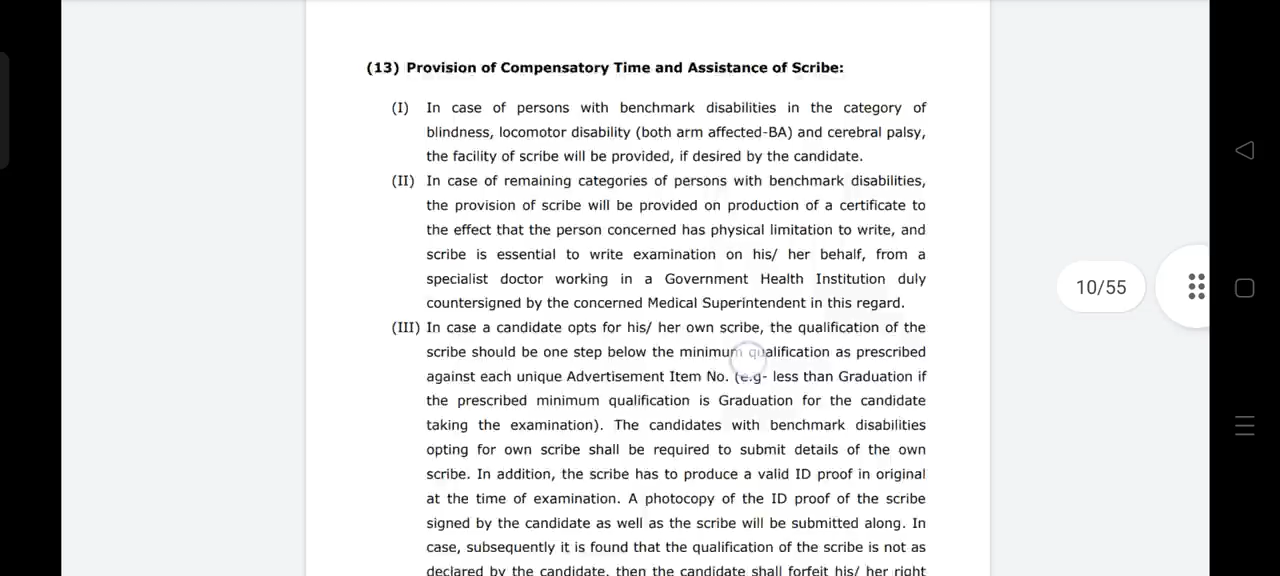 (13) Provision of Compensatory Time and Assistance of Scribe:
(I) In case of persons with benchmark disabilities in the category of
blindness, locomotor disability (both arm affected-BA) and cerebral palsy,
the facility of scribe will be provided, if desired by the candidate.
(II) In case of remaining categories of persons with benchmark disabilities,
the provision of scribe will be provided on production of a certificate to
the effect that the person concerned has physical limitation to write, and
scribe is essential to write examination on his/ her behalf, from a
specialist doctor working in a Government Health Institution duly
countersigned by the concerned Medical Superintendent in this regard.
10/55
(III) In case a candidate opts for his/ her own scribe, the qualification of the
scribe should be one step below the minimum qualification as prescribed
against each unique Advertisement Item No. (e.g- less than Graduation if
the prescribed minimum qualification is Graduation for the candidate
taking the examination). The candidates with benchmark disabilities
opting for own scribe shall be required to submit details of the own
scribe. In addition, the scribe has to produce a valid ID proof in original
at the time of examination. A photocopy of the ID proof of the scribe
signed by the candidate as well as the scribe will be submitted along. In
case, subsequently it is found that the qualification of the scribe is not as
declared by the candidate, then the candidate shall forfeit his/ her right